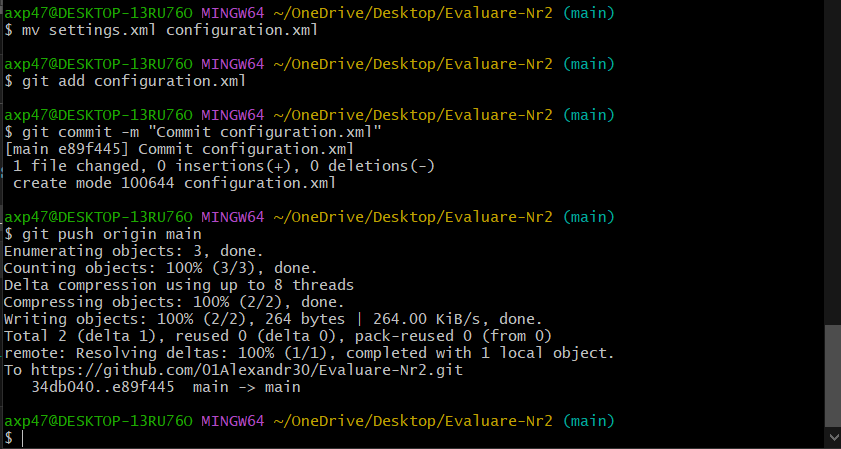 axp47@DESKTOP-13RU76O MINGW64 ~/OneDrive/Desktop/Evaluare-Nr2 (main)
$ mv settings.xml configuration.xml
axp47@DESKTOP-13RU76O MINGW64 ~/OneDrive/Desktop/Evaluare-Nr2 (main)
$ git add configuration.xml
axp47@DESKTOP-13RU76O MINGW64 ~/OneDrive/Desktop/Evaluare-Nr2 (main)
$ git commit -m "Commit configuration.xml"
[main e89f445] Commit configuration.xml
 1 file changed, 0 insertions(+), 0 deletions(-)
 create mode 100644 configuration.xml
axp47@DESKTOP-13RU76O MINGW64 ~/OneDrive/Desktop/Evaluare-Nr2 (main)
$ git push origin main
Enumerating objects: 3, done.
Counting objects: 100% (3/3), done.
Delta compression using up to 8 threads
Compressing objects: 100% (2/2), done.
Writing objects: 100% (2/2), 264 bytes | 264.00 KiB/s, done.
Total 2 (delta 1), reused 0 (delta 0), pack-reused 0 (from 0)
remote: Resolving deltas: 100% (1/1), completed with 1 local object.
To https://github.com/01Alexandr30/Evaluare-Nr2.git
   34db040..e89f445  main -> main
axp47@DESKTOP-13RU76O MINGW64 ~/OneDrive/Desktop/Evaluare-Nr2 (main)
$